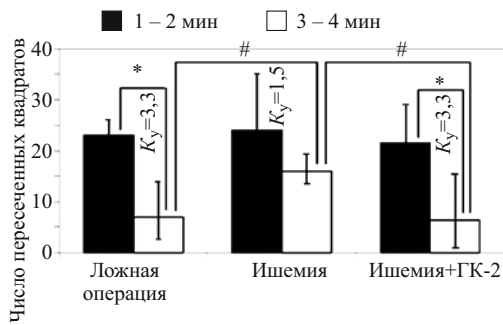 1 – 2 мин 3 – 4 мин
Число пересеченных квадратов
40
30
20
10
0
# #
* *
Kу=3,3
Kу=1,5
Kу=3,3
Ложная
операция
Ишемия
Ишемия+ГК-2